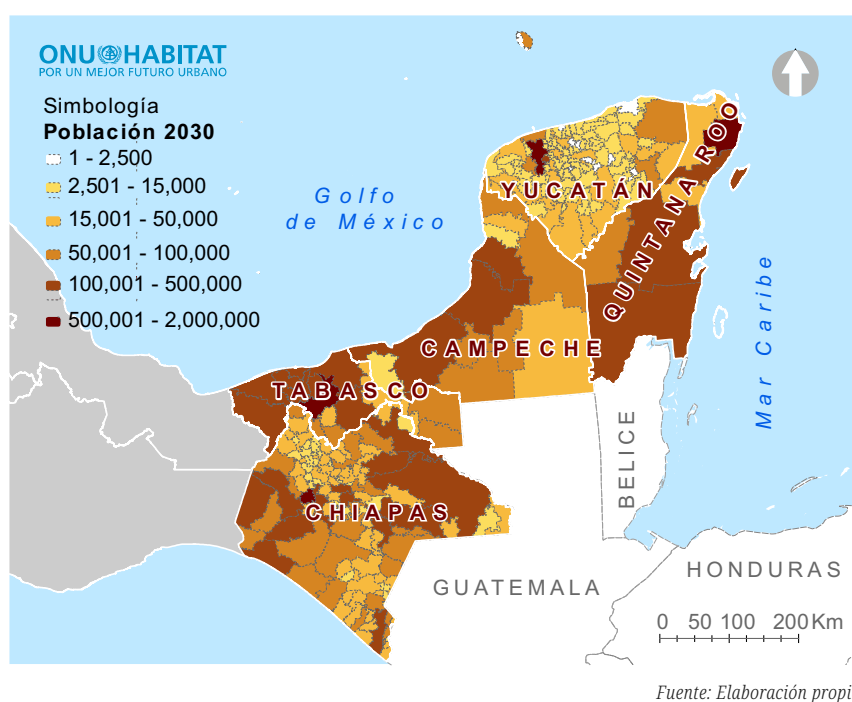 ONU HABITAT
POR UN MEJOR FUTURO URBANO
Simbología
Población 2030
1 - 2,500
2,501 - 15,000
15,001 - 50,000
50,001 - 100,000
100,001 - 500,000
500,001 - 2,000,000
Golfo
de México
YUCATÁN
QUINTANA ROO
CAMPECHE
TABASCO
CHIAPAS
Mar Caribe
BELICE
GUATEMALA
HONDURAS
0 50 100 200 Km
Fuente: Elaboración propi